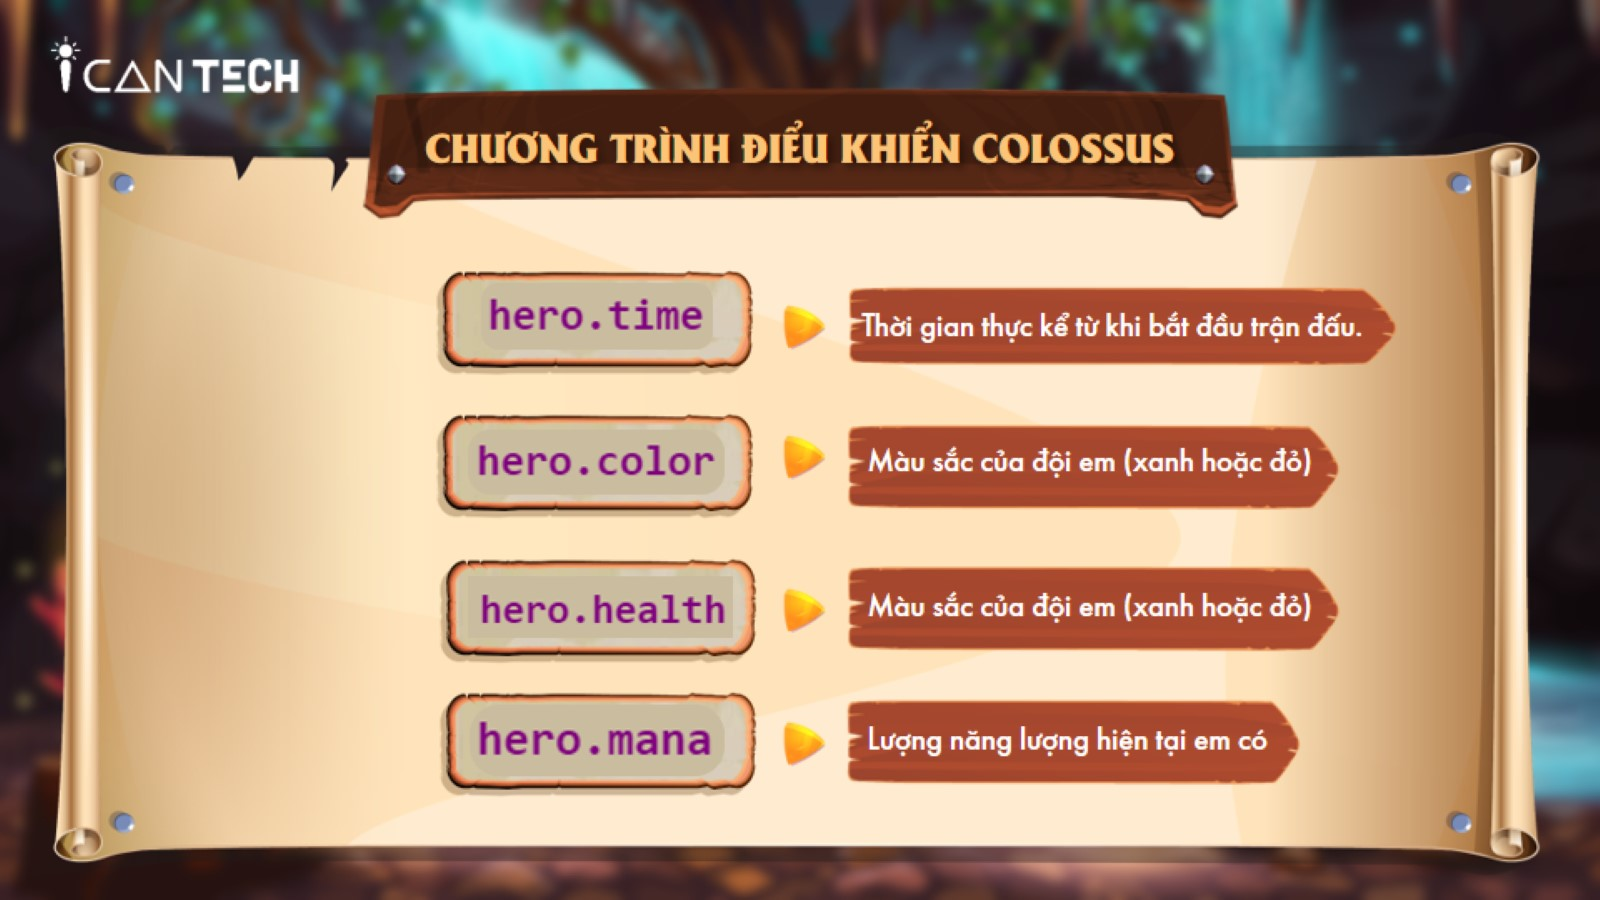 iCANTECH
CHƯƠNG TRÌNH ĐIỀU KHIỂN COLOSSUS
hero.time
Thời gian thực kể từ khi bắt đầu trận đấu.
hero.color
Màu sắc của đội em (xanh hoặc đỏ)
hero.health
Màu sắc của đội em (xanh hoặc đỏ)
hero.mana
Lượng năng lượng hiện tại em có